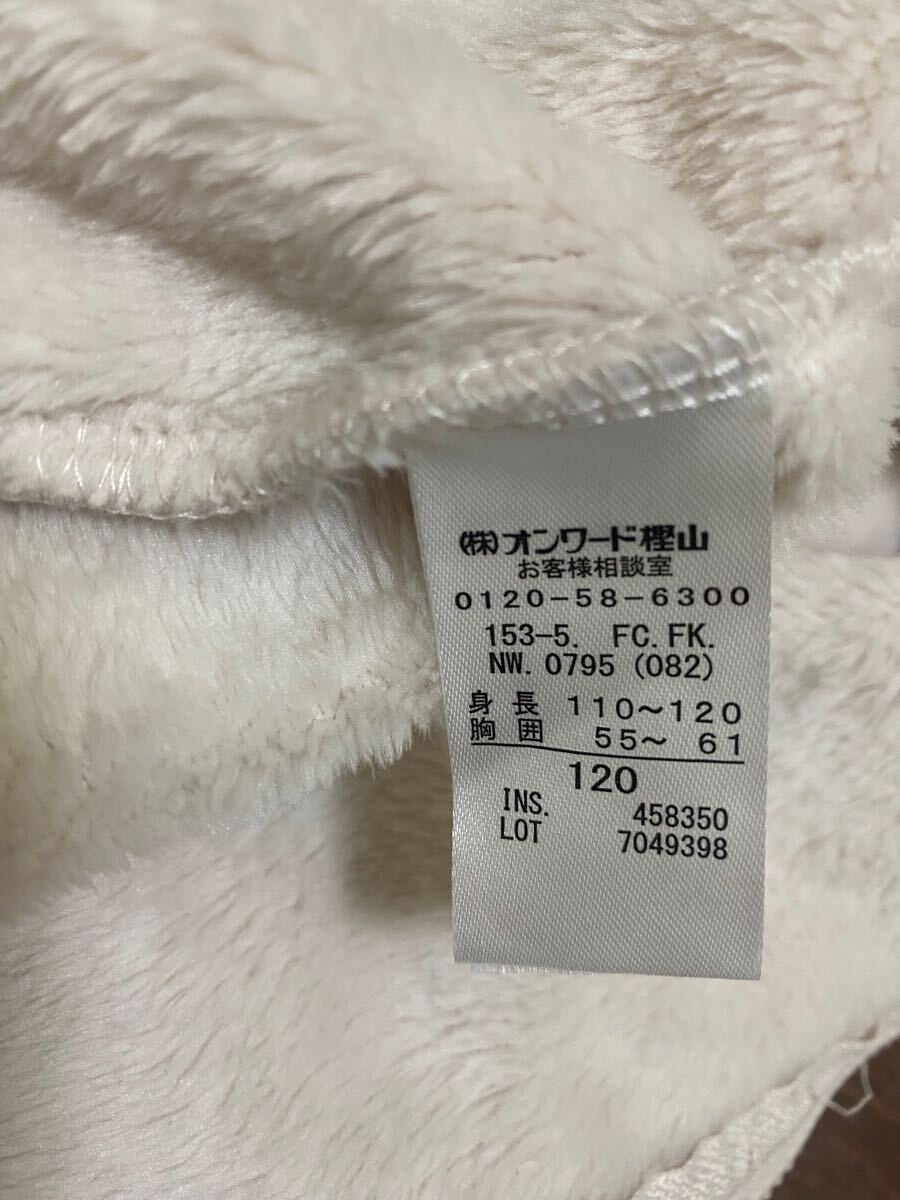 (株)オンワード樫山
お客様相談室
0120-58-6300
153-5. FC. FK.
NW. 0795 (082)
身長 110～120
胸囲 55～ 61
120
INS. 458350
LOT 7049398